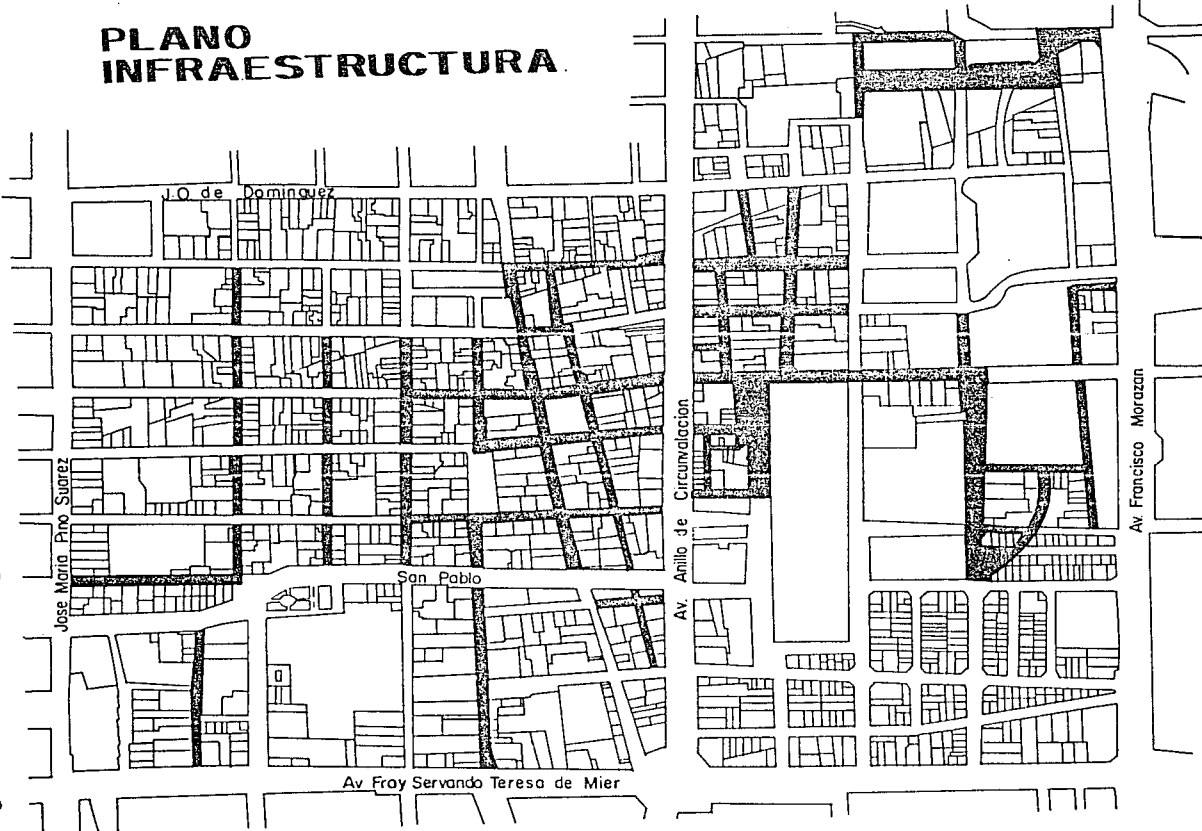 PLANO
INFRAESTRUCTURA
J.O de Dominguez
Jose Maria Pino Suarez
San Pablo
Av. Anillo de Circunvalacion
Av. Francisco Morazan
Av Fray Servando Teresa de Mier